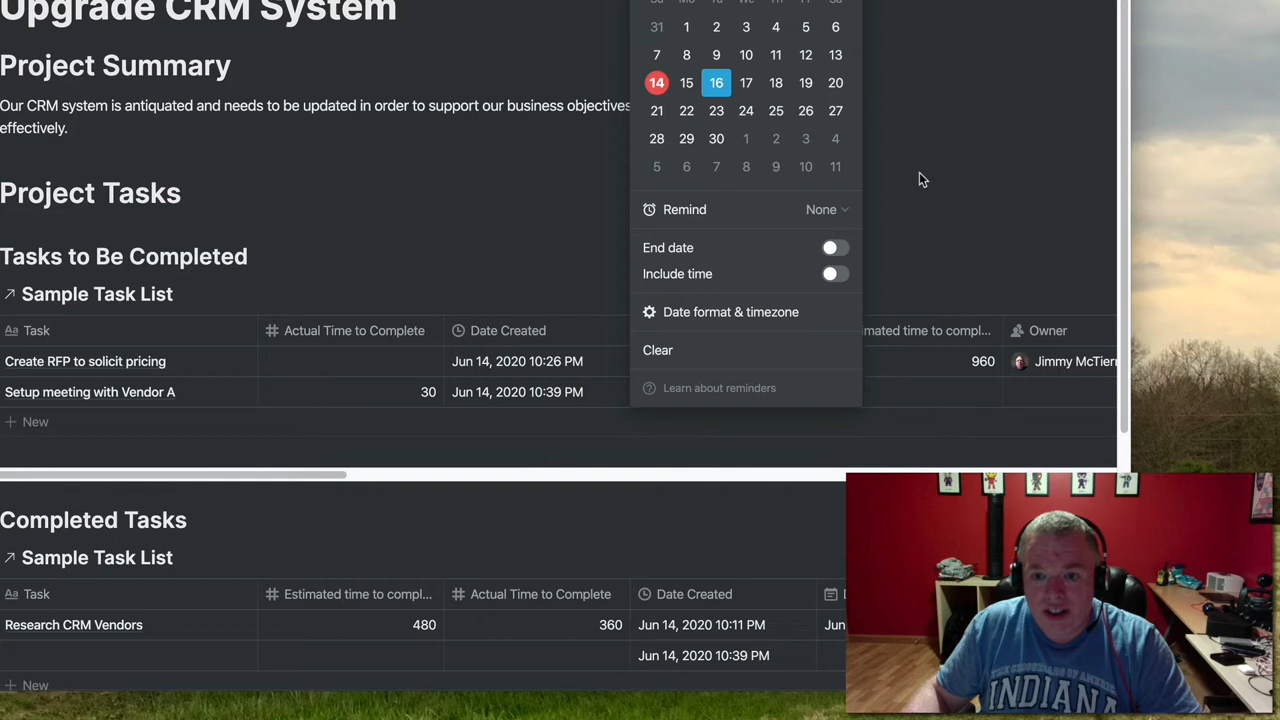 Upgrade CRM System
Project Summary
Our CRM system is antiquated and needs to be updated in order to support our business objectives
effectively.
Project Tasks
Tasks to Be Completed
Sample Task List
Task Actual Time to Complete Date Created
Create RFP to solicit pricing Jun 14, 2020 10:26 PM
Setup meeting with Vendor A 30 Jun 14, 2020 10:39 PM
New
31 1 2 3 4 5 6
7 8 9 10 11 12 13
14 15 16 17 18 19 20
21 22 23 24 25 26 27
28 29 30 1 2 3 4
5 6 7 8 9 10 11
Remind None
End date
Include time
Date format & timezone
Clear
Learn about reminders
mated time to compl... Owner
960 Jimmy McTiern
Completed Tasks
Sample Task List
Task Estimated time to compl... Actual Time to Complete Date Created
Research CRM Vendors 480 360 Jun 14, 2020 10:11 PM Jun
Jun 14, 2020 10:39 PM
New
INDIANA